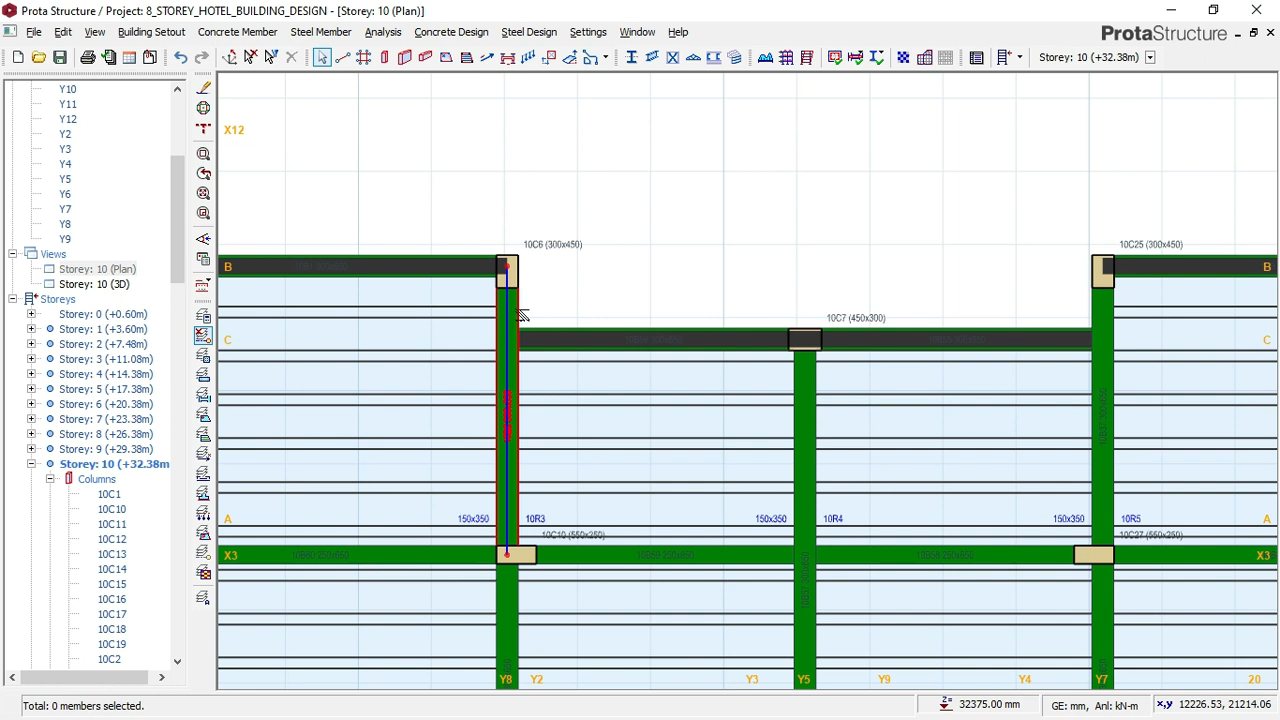 Prota Structure / Project: 8_STOREY_HOTEL_BUILDING_DESIGN - [Storey: 10 (Plan)]
File Edit View Building Setout Concrete Member Steel Member Analysis Concrete Design Steel Design Settings Window Help
ProtaStructure
Storey: 10 (+32.38m)
Y10
Y11
Y12
Y2
Y3
Y4
Y5
Y6
Y7
Y8
Y9
Views
Storey: 10 (Plan)
Storey: 10 (3D)
Storeys
Storey: 0 (+0.60m)
Storey: 1 (+3.60m)
Storey: 2 (+7.48m)
Storey: 3 (+11.08m)
Storey: 4 (+14.38m)
Storey: 5 (+17.38m)
Storey: 6 (+20.38m)
Storey: 7 (+23.38m)
Storey: 8 (+26.38m)
Storey: 9 (+29.38m)
Storey: 10 (+32.38m
Columns
10C1
10C10
10C11
10C12
10C13
10C14
10C15
10C16
10C17
10C18
10C19
10C2
X12
10C6 (300x450)
10C25 (300x450)
B
B
10C7 (450x300)
C
C
A 150x350 10R3 150x350 10R4 150x350 10R5 A
10C10 (550x250)
10C27 (550x250)
X3 10B60 250x650 10B59 250x650 10B58 250x650 X3
Y8 Y2 Y3 Y5 Y9 Y4 Y7 20
Total: 0 members selected.
Z= 32375.00 mm
GE: mm, Anl: kN-m
x,y 12226.53, 21214.06